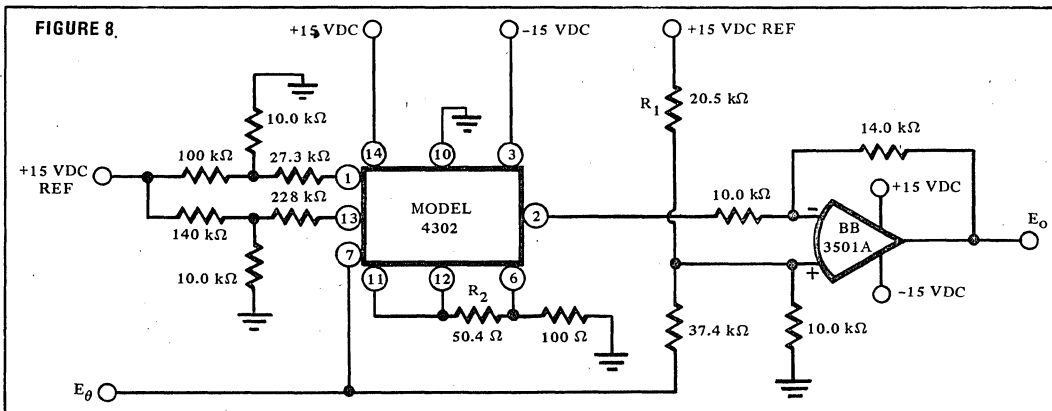 FIGURE 8.
+15 VDC
-15 VDC
+15 VDC REF
10.0 kΩ
R1
20.5 kΩ
14.0 kΩ
100 kΩ
27.3 kΩ
1
14
10
3
+15 VDC
REF
10.0 kΩ
+15 VDC
228 kΩ
13
MODEL
4302
2
-
BB
3501A
Eo
140 kΩ
7
+
10.0 kΩ
11
12
R2
6
-15 VDC
50.4 Ω
100 Ω
37.4 kΩ
10.0 kΩ
Eθ